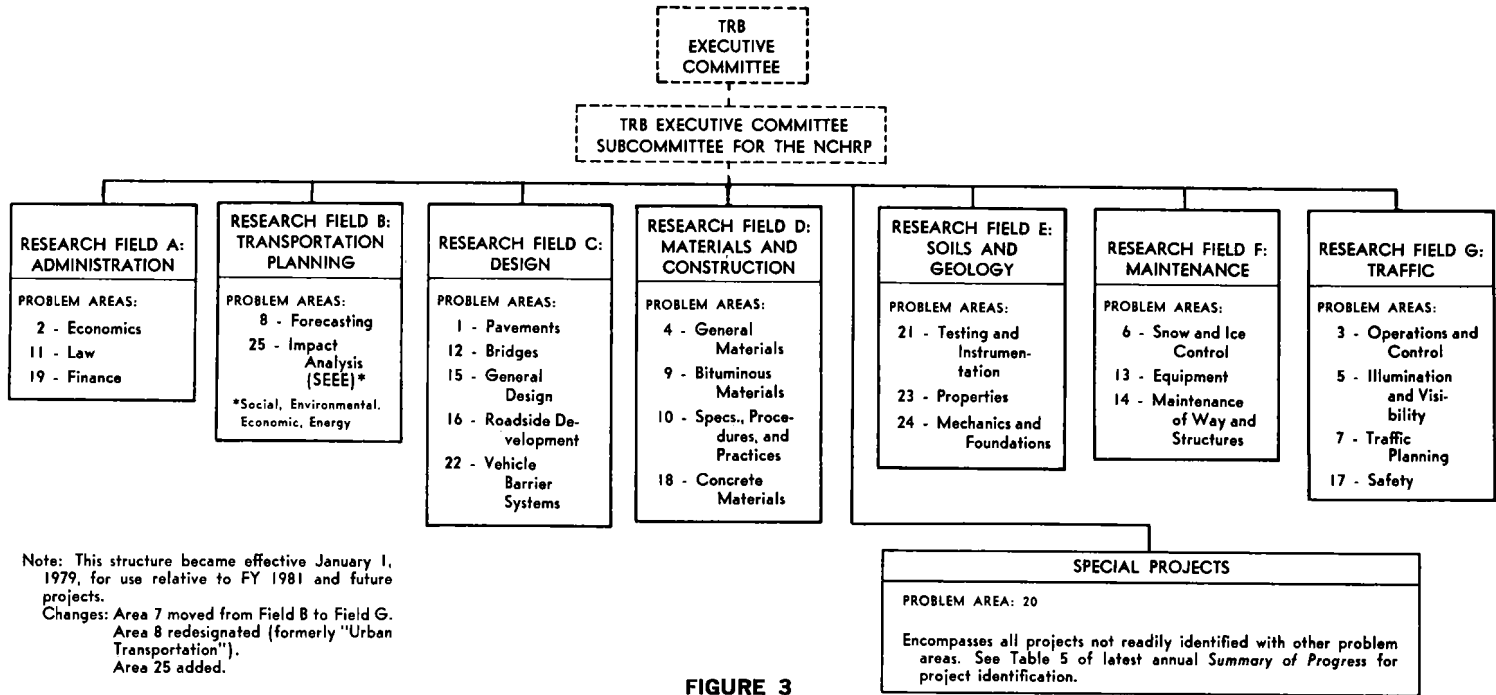 TRB
EXECUTIVE
COMMITTEE
TRB EXECUTIVE COMMITTEE
SUBCOMMITTEE FOR THE NCHRP
RESEARCH FIELD A:
ADMINISTRATION
PROBLEM AREAS:
2 - Economics
11 - Law
19 - Finance
RESEARCH FIELD B:
TRANSPORTATION
PLANNING
PROBLEM AREAS:
8 - Forecasting
25 - Impact
Analysis
(SEEE)*
*Social, Environmental.
Economic, Energy
RESEARCH FIELD C:
DESIGN
PROBLEM AREAS:
1 - Pavements
12 - Bridges
15 - General
Design
16 - Roadside De-
velopment
22 - Vehicle
Barrier
Systems
RESEARCH FIELD D:
MATERIALS AND
CONSTRUCTION
PROBLEM AREAS:
4 - General
Materials
9 - Bituminous
Materials
10 - Specs., Proce-
dures, and
Practices
18 - Concrete
Materials
RESEARCH FIELD E:
SOILS AND
GEOLOGY
PROBLEM AREAS:
21 - Testing and
Instrumen-
tation
23 - Properties
24 - Mechanics and
Foundations
RESEARCH FIELD F:
MAINTENANCE
PROBLEM AREAS:
6 - Snow and Ice
Control
13 - Equipment
14 - Maintenance
of Way and
Structures
RESEARCH FIELD G:
TRAFFIC
PROBLEM AREAS:
3 - Operations and
Control
5 - Illumination
and Visi-
bility
7 - Traffic
Planning
17 - Safety
Note: This structure became effective January 1,
1979, for use relative to FY 1981 and future
projects.
Changes: Area 7 moved from Field B to Field G.
Area 8 redesignated (formerly "Urban
Transportation").
Area 25 added.
SPECIAL PROJECTS
PROBLEM AREA: 20
Encompasses all projects not readily identified with other problem
areas. See Table 5 of latest annual Summary of Progress for
project identification.
FIGURE 3